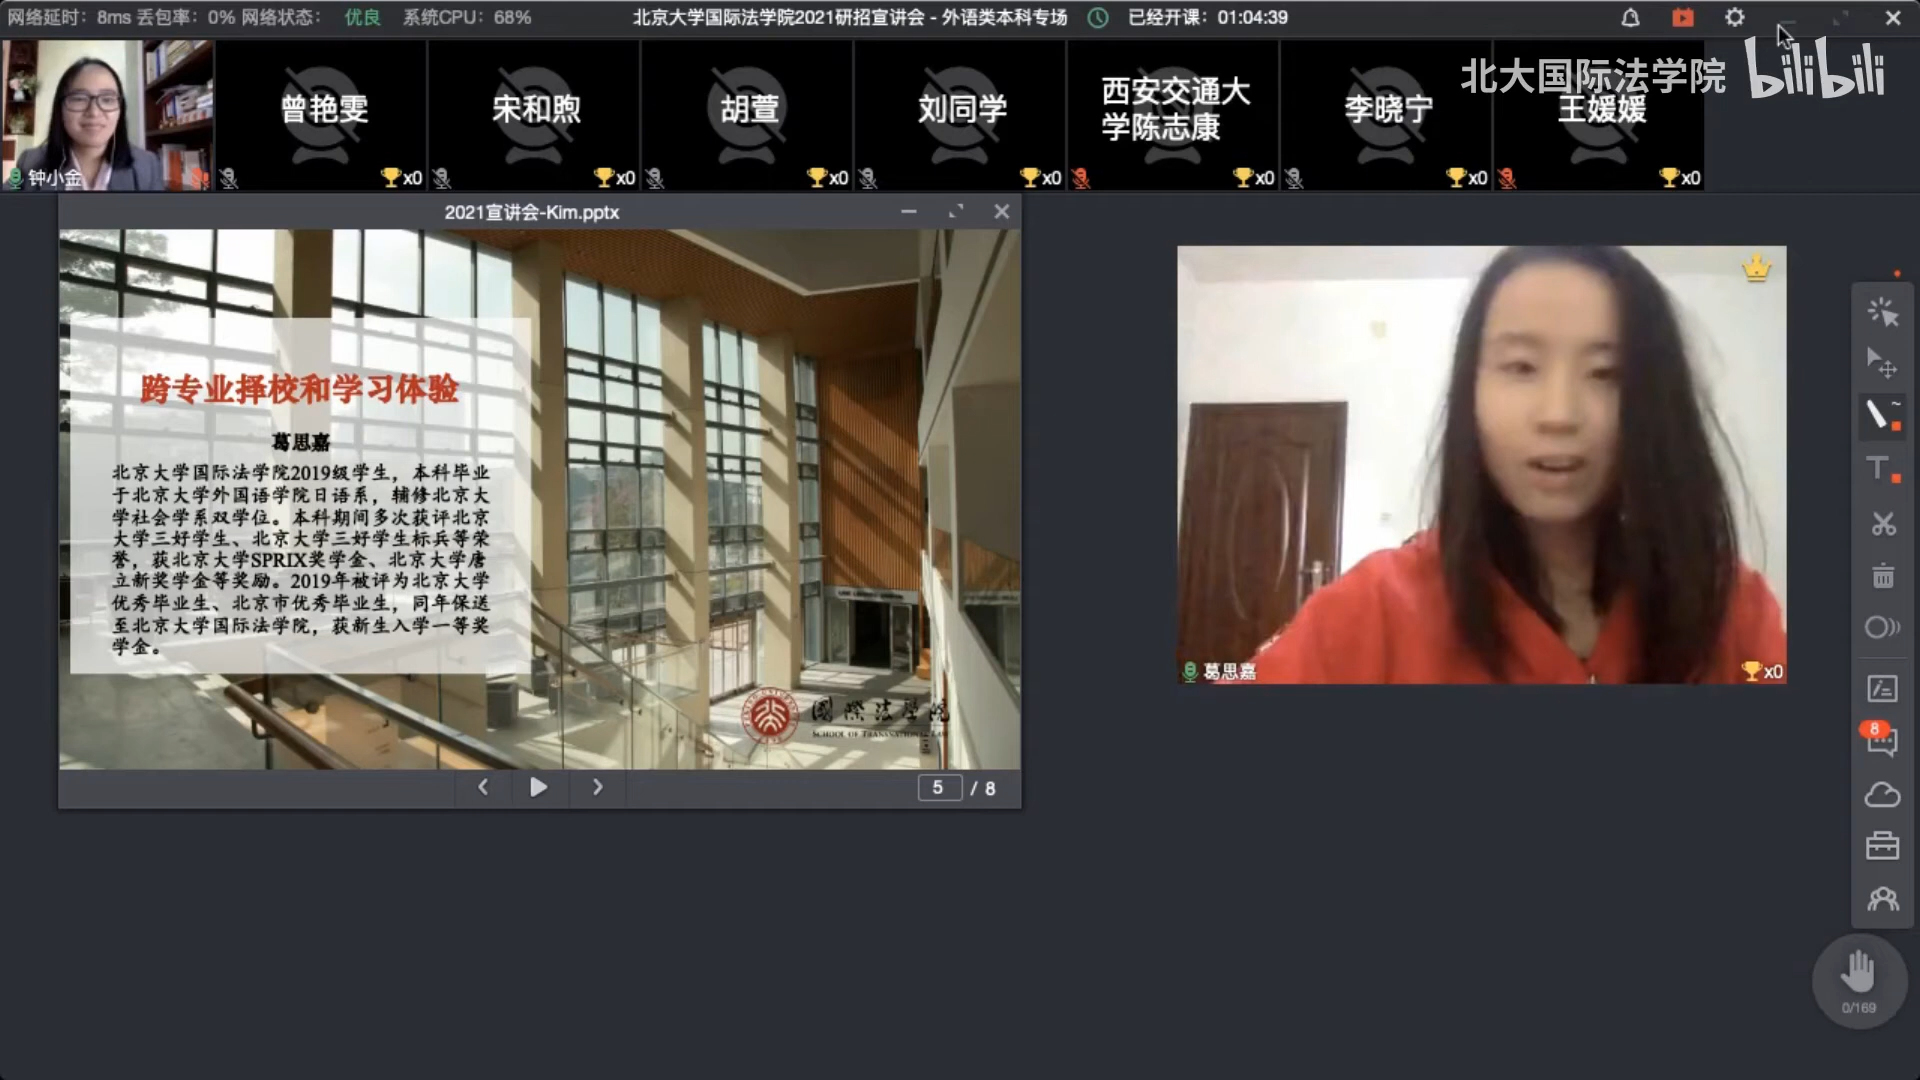 网络延时： 8ms 丢包率： 0% 网络状态： 优良 系统CPU： 68%
北京大学国际法学院2021研招宣讲会 - 外语类本科专场 已经开课：01:04:39
北大国际法学院 bilibili
钟小金
曾艳雯 x0
宋和煦 x0
胡萱 x0
刘同学 x0
西安交通大
学陈志康 x0
李晓宁 x0
王媛媛 x0
2021宣讲会-Kim.pptx
跨专业择校和学习体验
葛思嘉
北京大学国际法学院2019级学生，本科毕业
于北京大学外国语学院日语系，辅修北京大
学社会学系双学位。本科期间多次获评北京
大学三好学生、北京大学三好学生标兵等荣
誉，获北京大学SPRIX奖学金、北京大学唐
立新奖学金等奖励。2019年被评为北京大学
优秀毕业生、北京市优秀毕业生，同年保送
至北京大学国际法学院，获新生入学一等奖
学金。
國際法學院
SCHOOL OF TRANSNATIONAL LAW
5 / 8
葛思嘉 x0
T
8
0/169